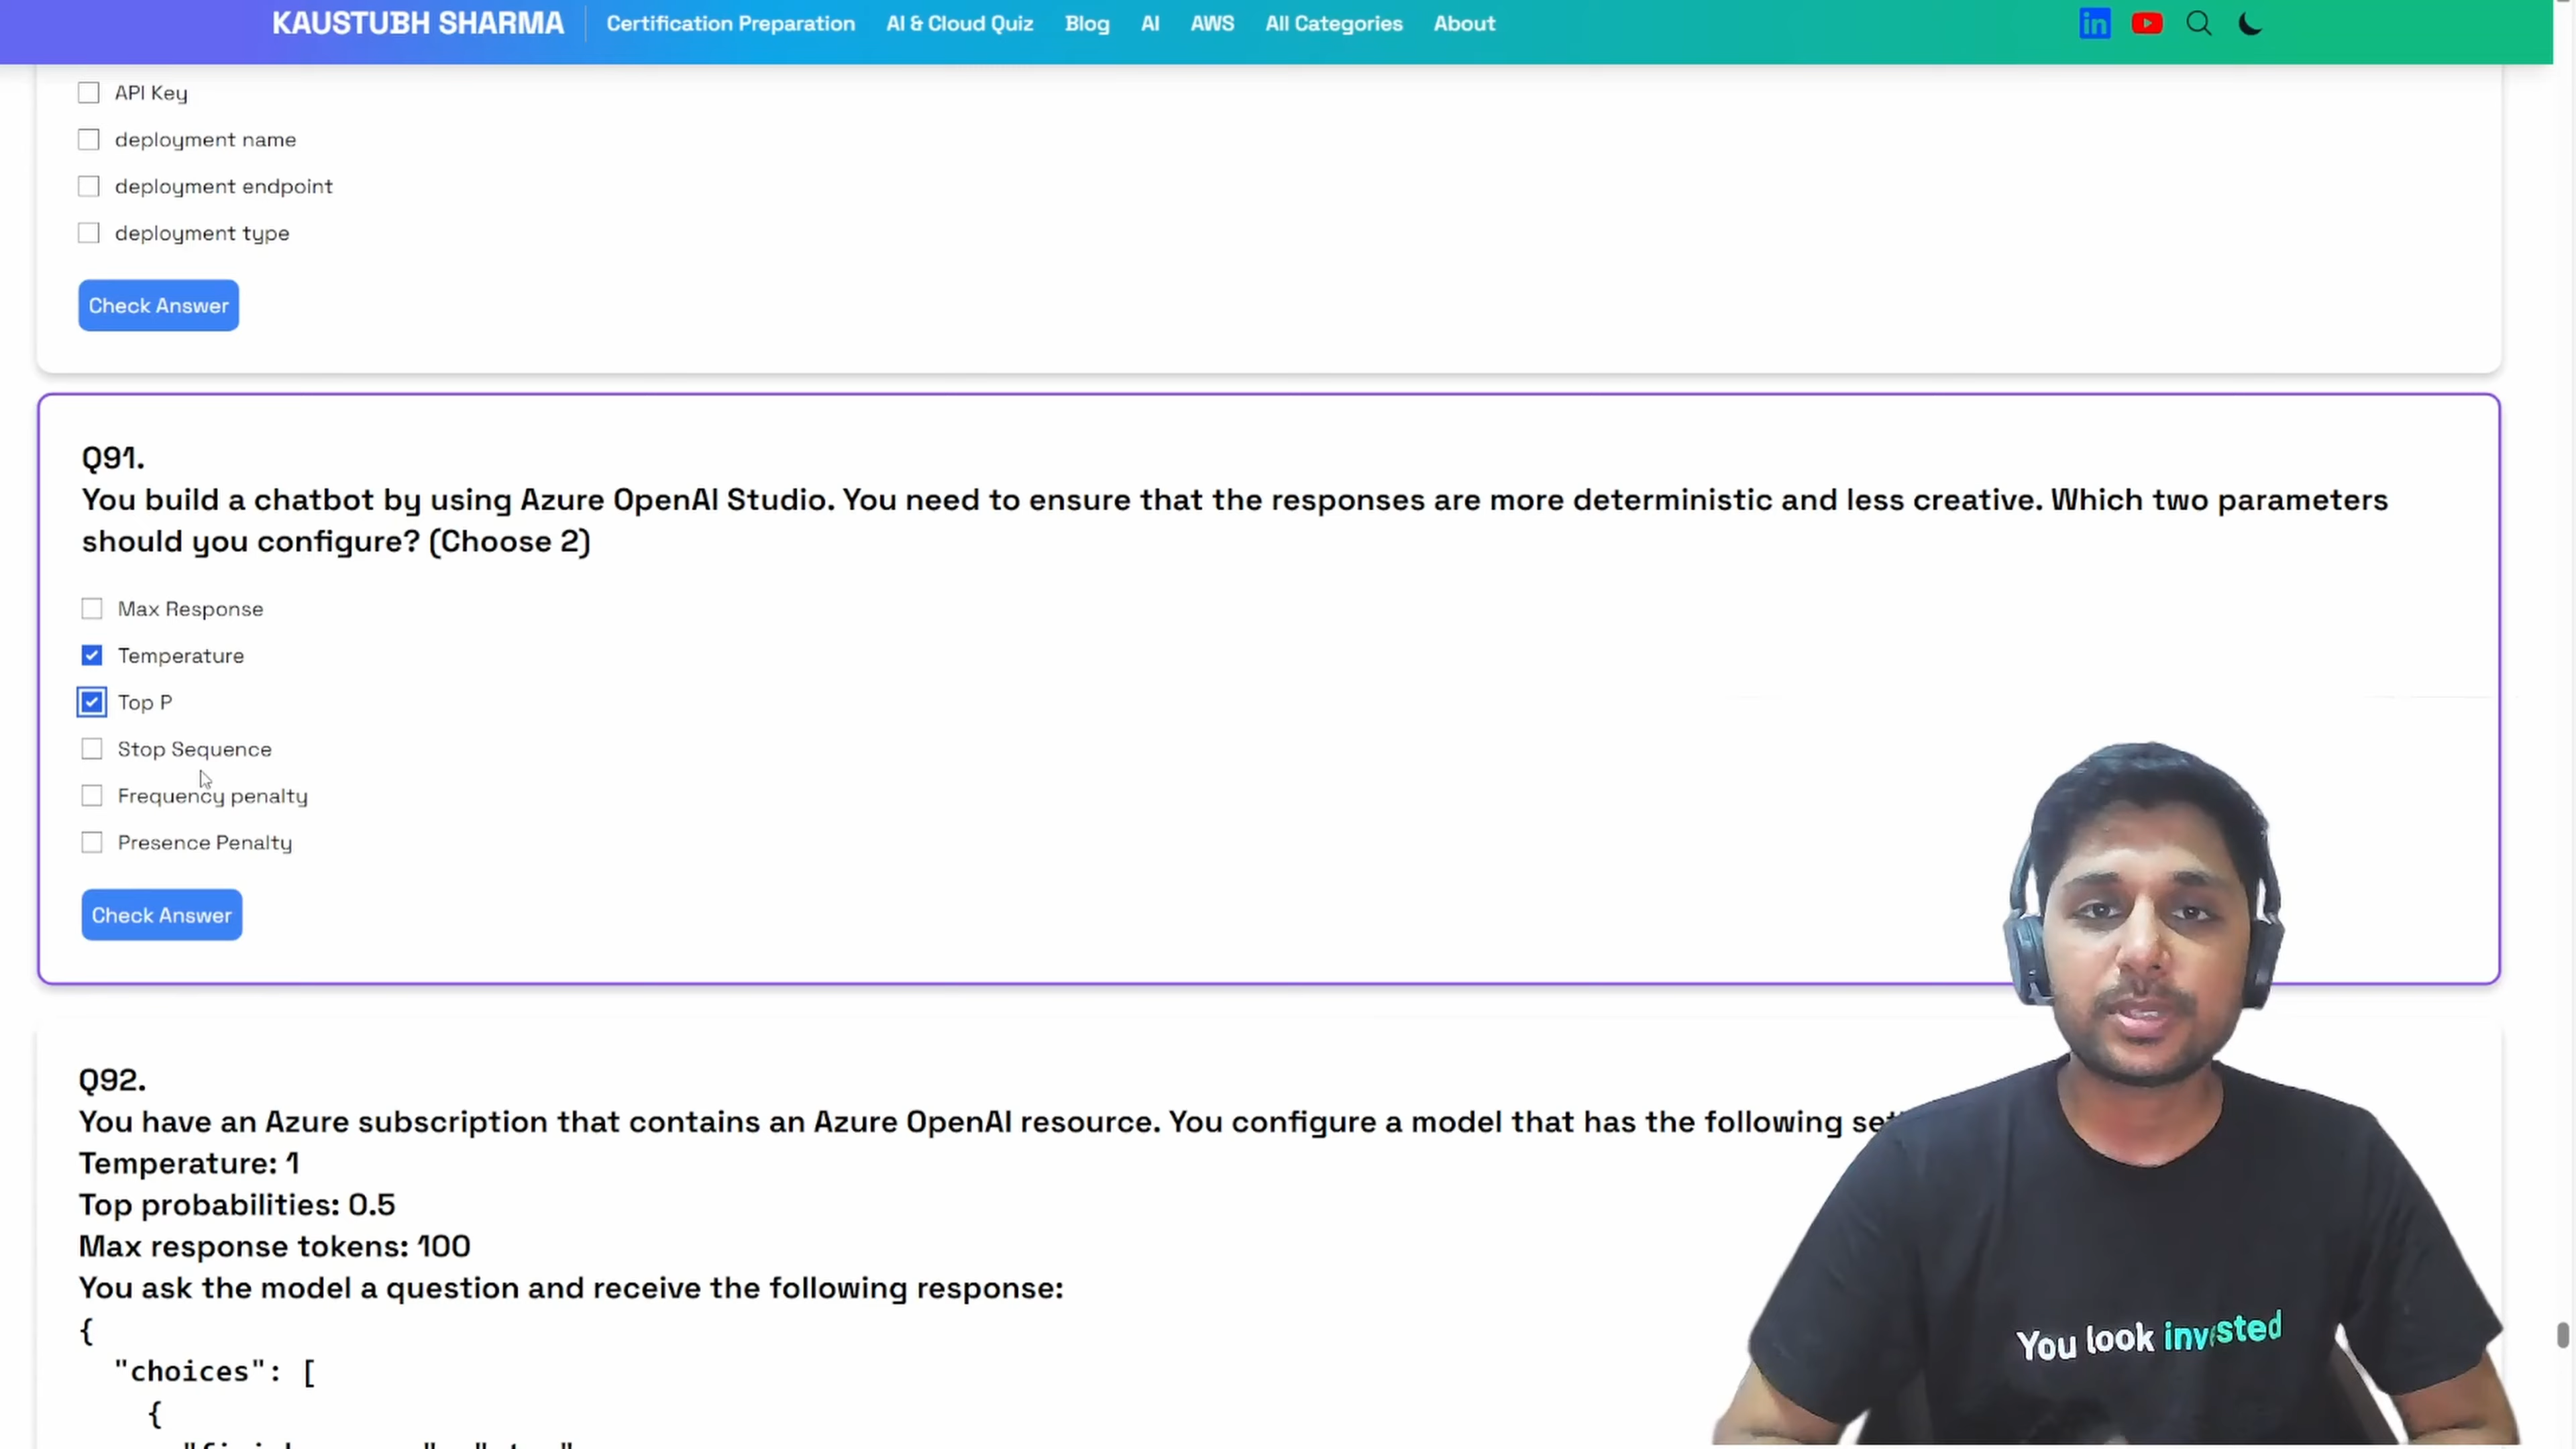 KAUSTUBH SHARMA Certification Preparation AI & Cloud Quiz Blog AI AWS All Categories About
API Key
deployment name
deployment endpoint
deployment type
Check Answer
Q91.
You build a chatbot by using Azure OpenAI Studio. You need to ensure that the responses are more deterministic and less creative. Which two parameters
should you configure? (Choose 2)
Max Response
Temperature
Top P
Stop Sequence
Frequency penalty
Presence Penalty
Check Answer
Q92.
You have an Azure subscription that contains an Azure OpenAI resource. You configure a model that has the following
Temperature: 1
Top probabilities: 0.5
Max response tokens: 100
You ask the model a question and receive the following response:
{
"choices": [
{
You look invested